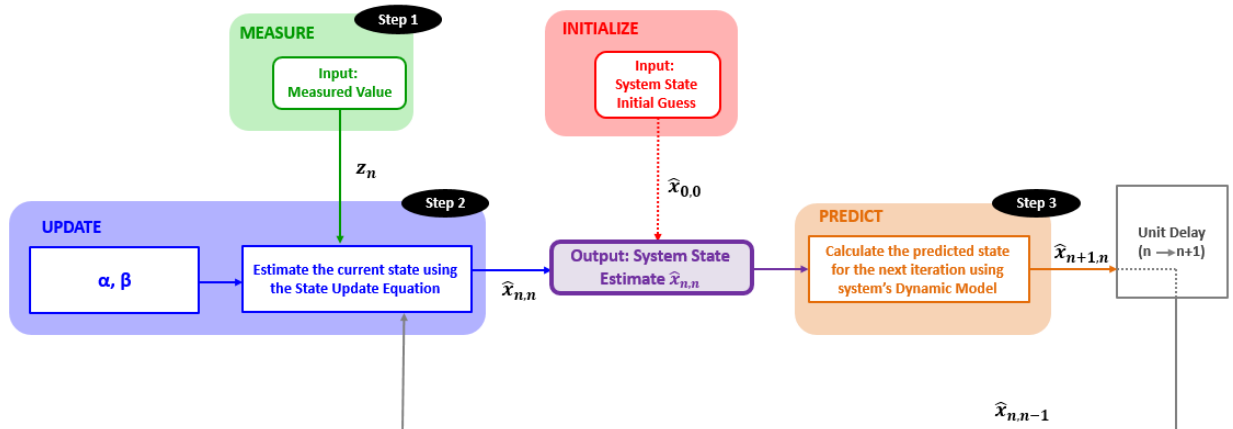 Step 1
MEASURE
Input:
Measured Value
z_n
INITIALIZE
Input:
System State
Initial Guess
x̂_{0,0}
Step 2
UPDATE
α, β
Estimate the current state using
the State Update Equation
x̂_{n,n}
Output: System State
Estimate x̂_{n,n}
Step 3
PREDICT
Calculate the predicted state
for the next iteration using
system's Dynamic Model
x̂_{n+1,n}
Unit Delay
(n →n+1)
x̂_{n,n−1}